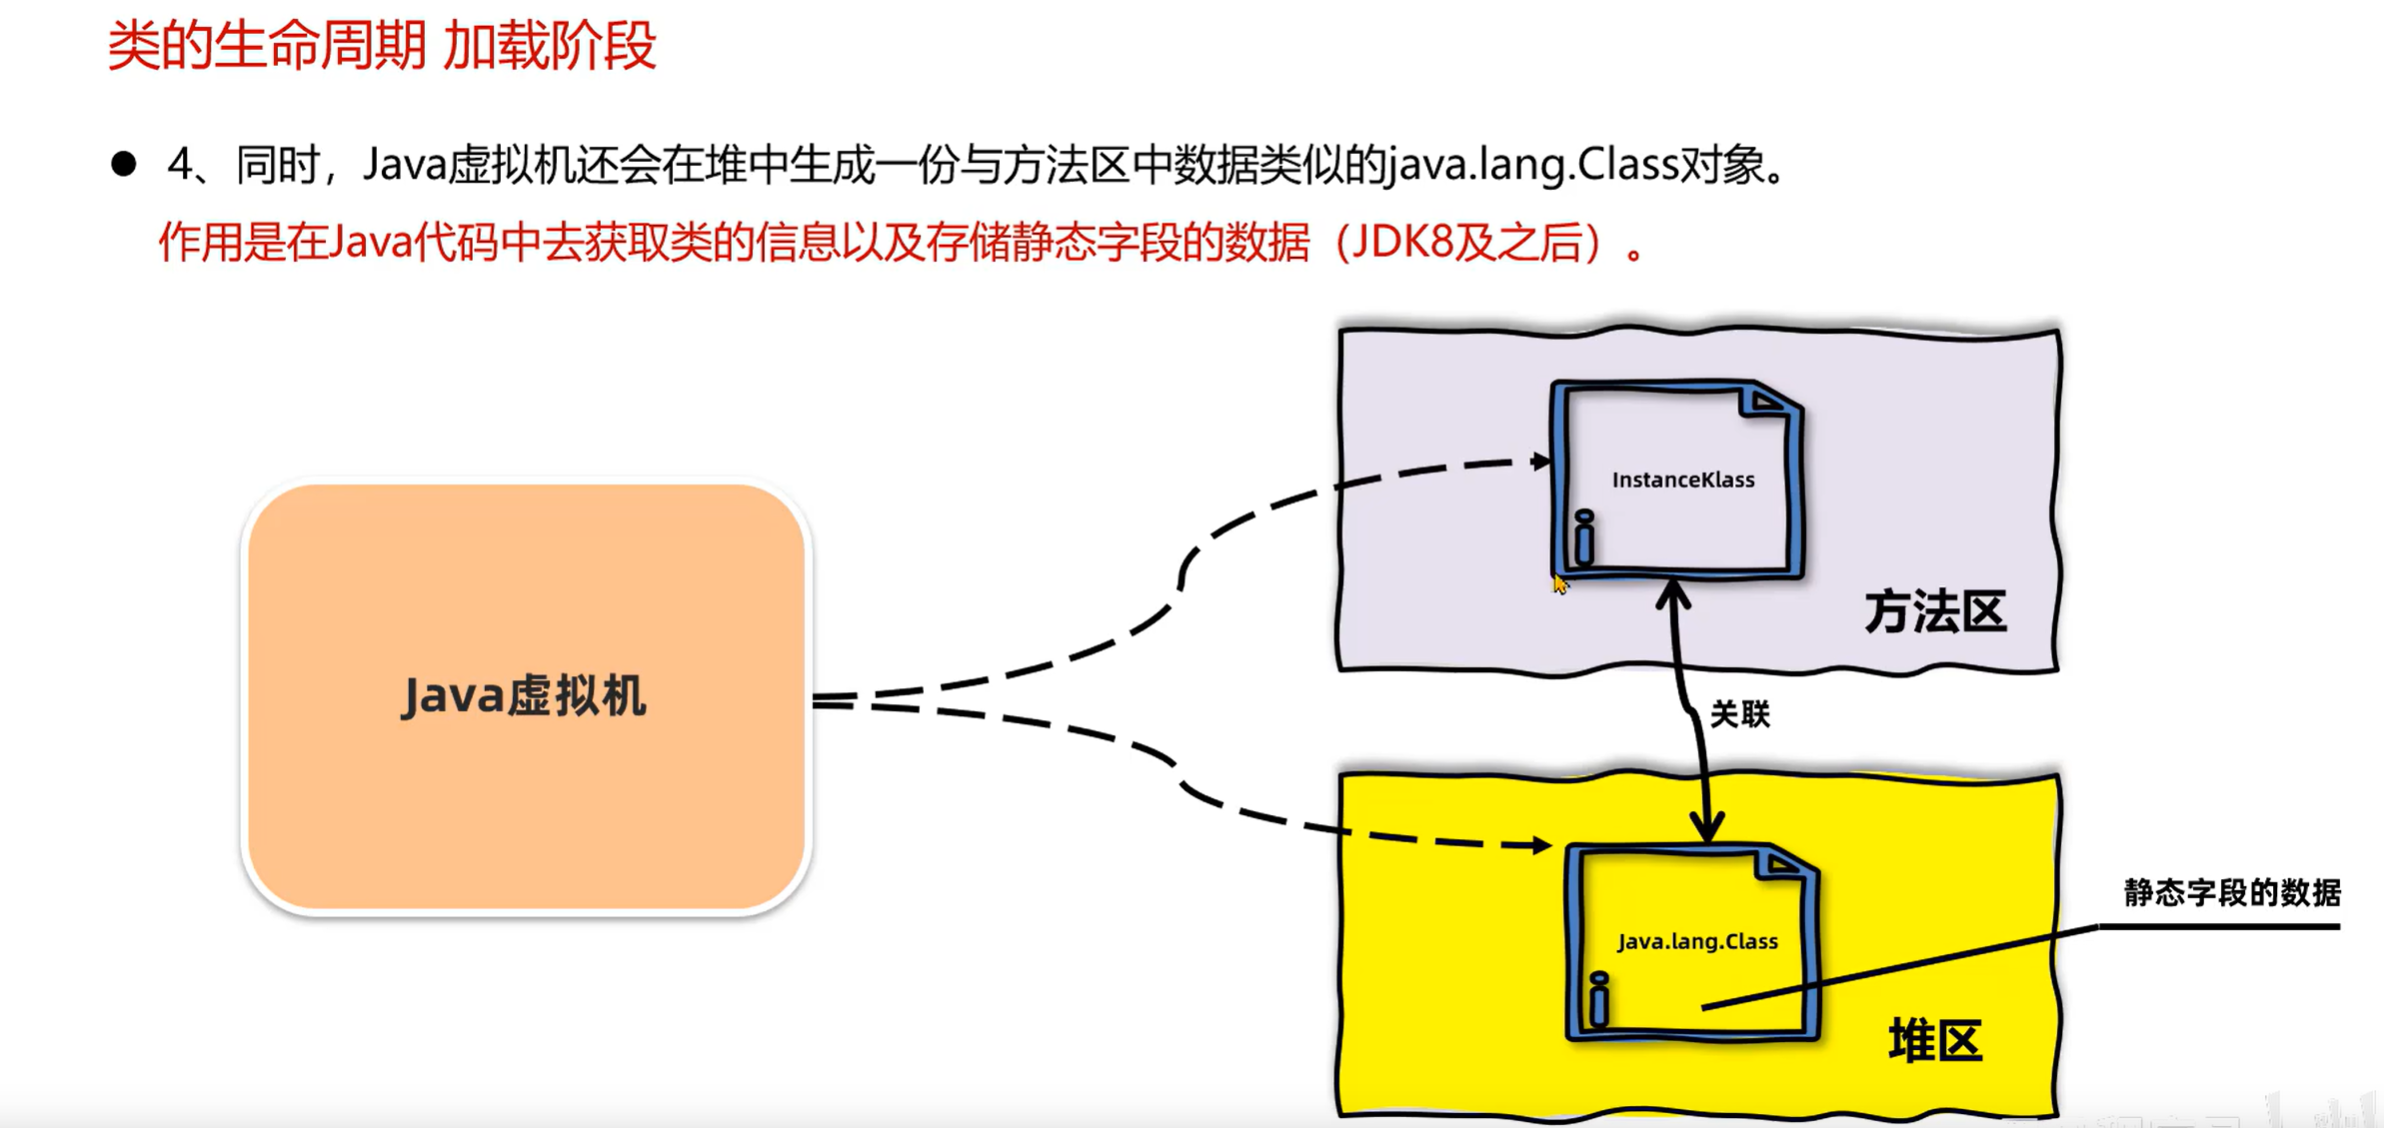 类的生命周期 加载阶段
● 4、同时，Java虚拟机还会在堆中生成一份与方法区中数据类似的java.lang.Class对象。
作用是在Java代码中去获取类的信息以及存储静态字段的数据（JDK8及之后）。
InstanceKlass
方法区
Java虚拟机
关联
静态字段的数据
Java.lang.Class
堆区